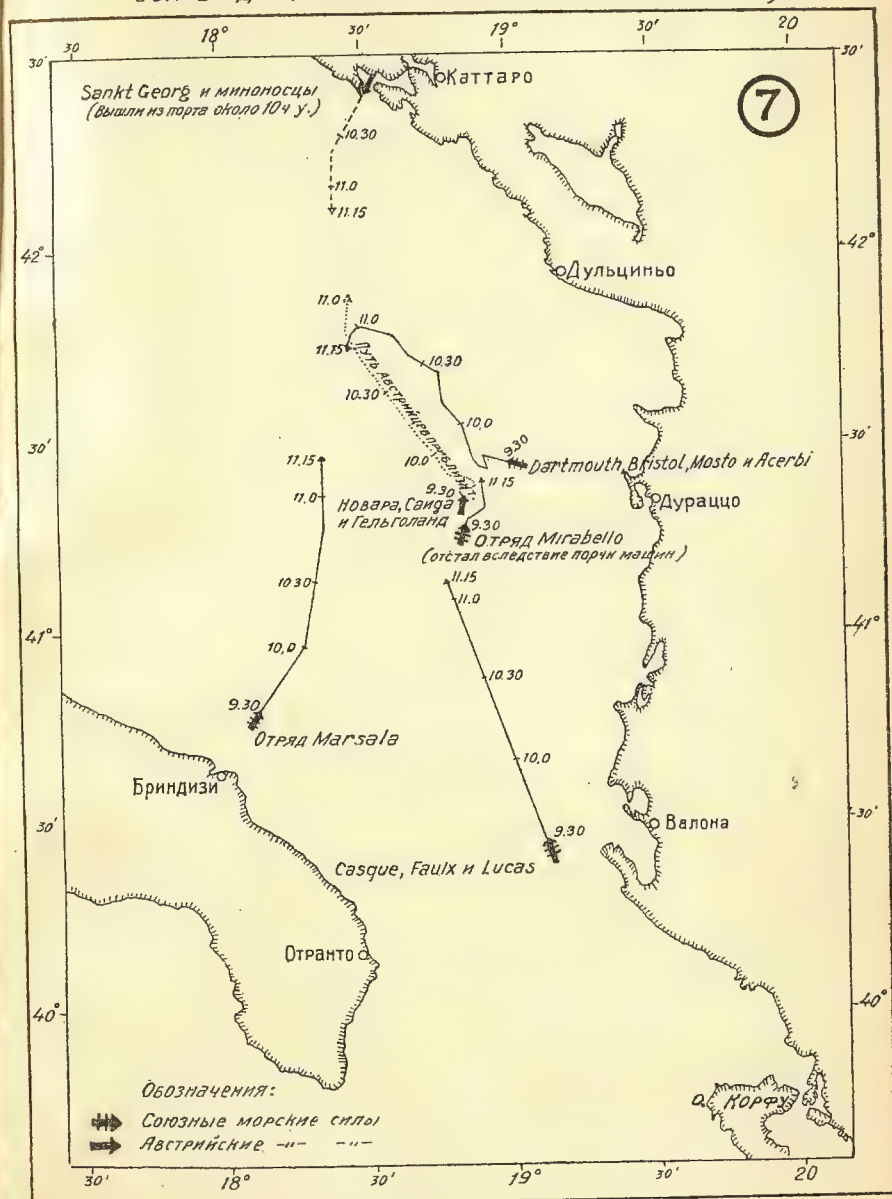 30 18° 30' 19° 30' 20
30' 30'
Sankt Georg и миноносцы
(вышли из порта около 10 ч у.)
Каттаро
7
10.30
11.0
11.15
42° 42°
Дульциньо
11.0
11.0
11.15
10.30
Путь австрийцев
10.30
10,0
10.0
9.30
30' 30'
Dartmouth, Bristol, Mosto и Acerbi
11.15
11.15
11.0
9.30
Новара, Саида
и Гельголанд
Дураццо
9.30
Отряд Mirabello
(отстал вследствие порчи машин)
11.15
11.0
10.30
10,0
41° 41°
10.30
9.30
Отряд Marsala
10,0
Бриндизи
30' 30'
Валона
9.30
Casque, Faulx и Lucas
Отранто
40° 40°
Обозначения:
Союзные морские силы
Австрийские -"- -"-
о. Корфу
30' 18° 30' 19° 30' 20